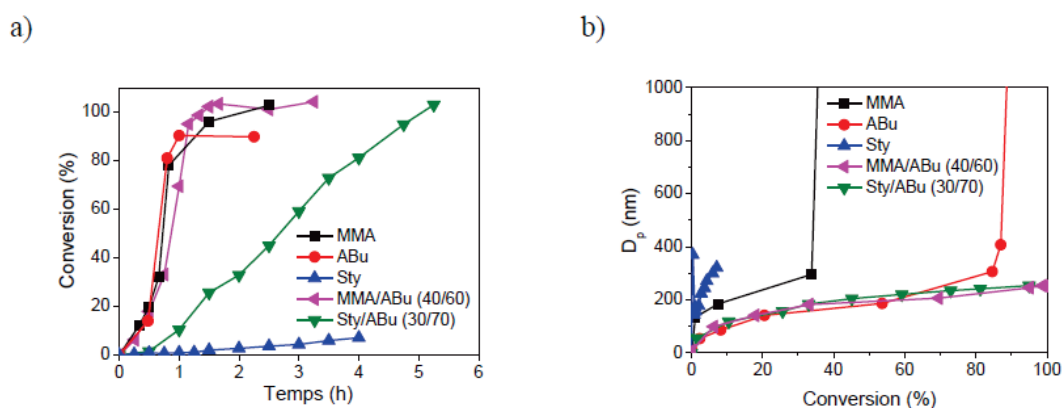 a)
b)
Conversion (%)
100
80
60
40
20
0
0 1 2 3 4 5 6
Temps (h)
MMA
ABu
Sty
MMA/ABu (40/60)
Sty/ABu (30/70)
Dp (nm)
1000
800
600
400
200
0
0 20 40 60 80 100
Conversion (%)
MMA
ABu
Sty
MMA/ABu (40/60)
Sty/ABu (30/70)